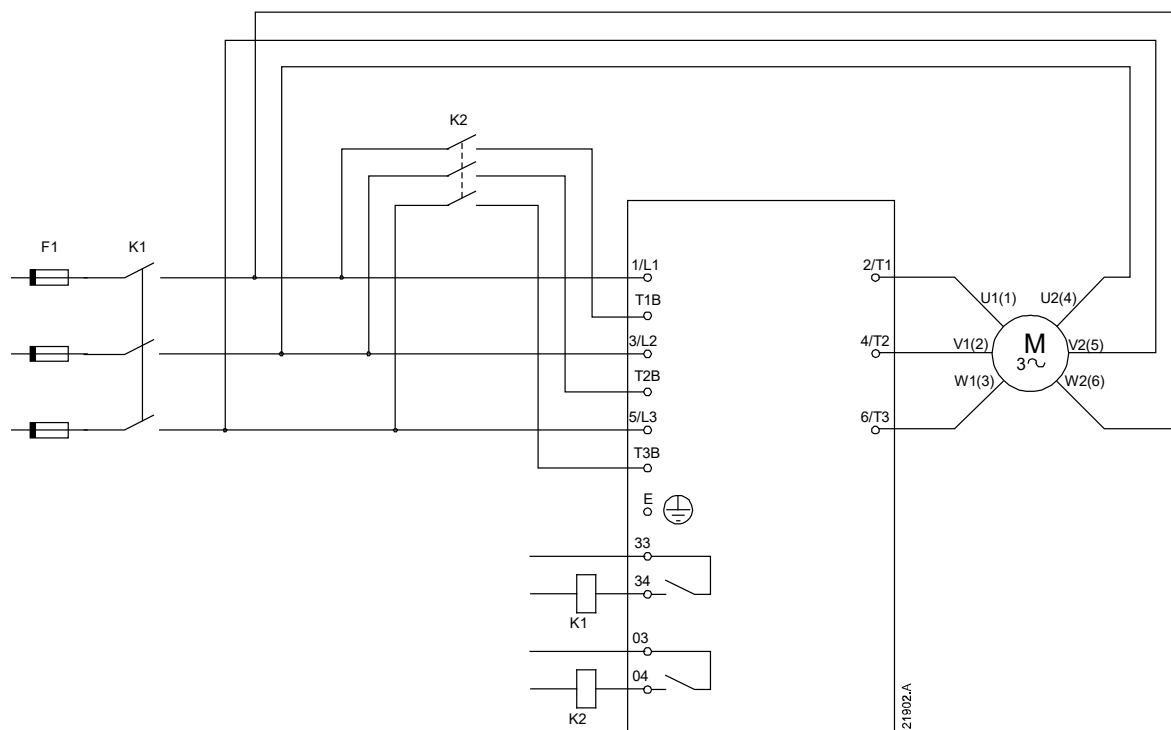 K2
F1
K1
1/L1
2/T1
U1(1)
U2(4)
T1B
3/L2
4/T2
V1(2)
M
3~
V2(5)
T2B
W1(3)
W2(6)
5/L3
6/T3
T3B
E
33
34
K1
03
04
K2
21902.A